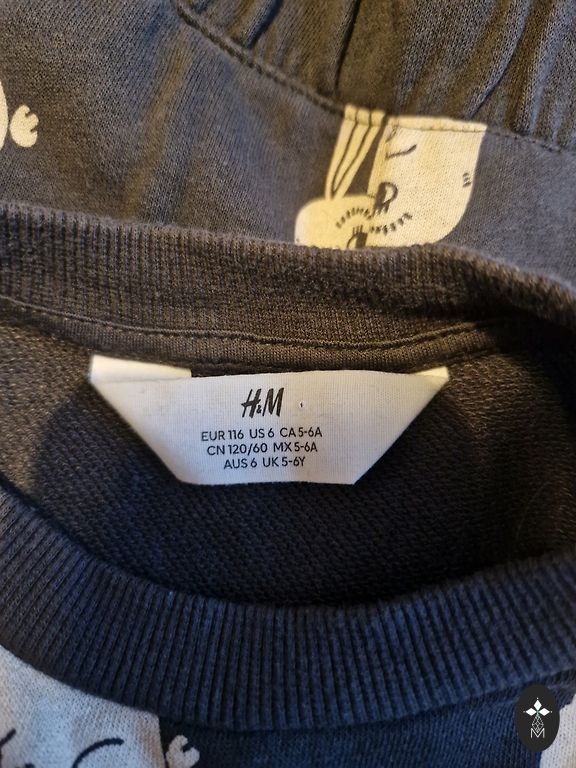 H&M
EUR 116 US 6 CA 5-6A
CN 120/60 MX 5-6A
AUS 6 UK 5-6Y
M